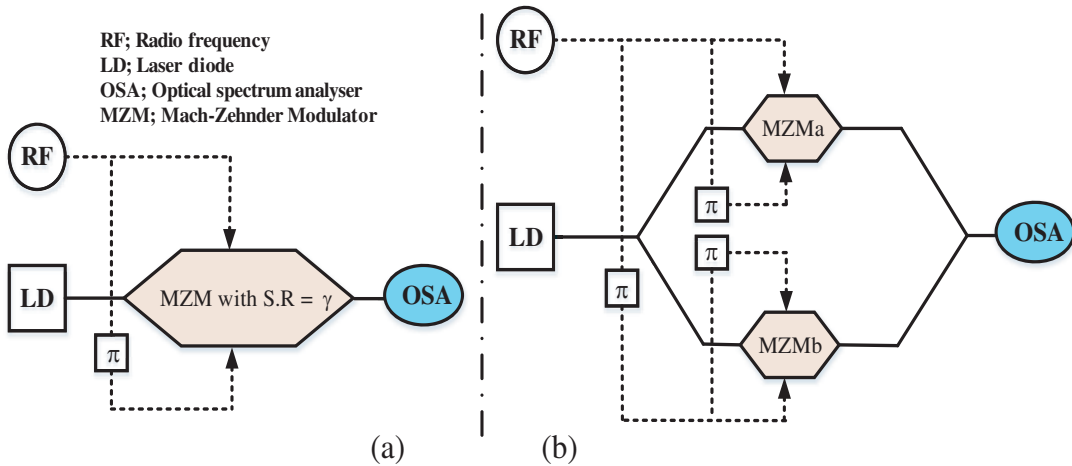 RF; Radio frequency
LD; Laser diode
OSA; Optical spectrum analyser
MZM; Mach-Zehnder Modulator
RF
LD
π
MZM with S.R = γ
OSA
(a)
RF
MZMa
π
LD
π
π
MZMb
OSA
(b)